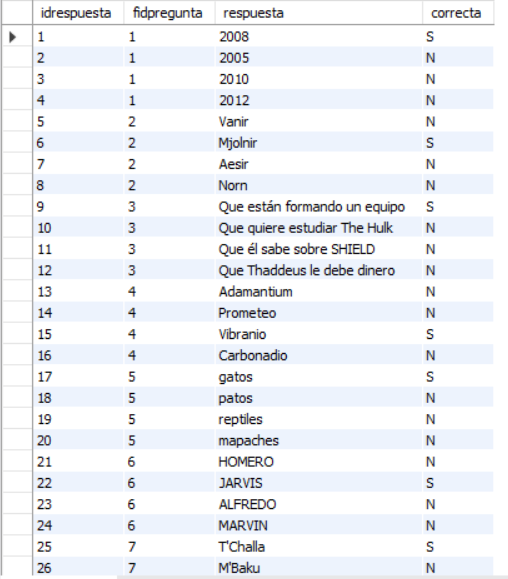 idrespuesta fidpregunta respuesta correcta
1 1 2008 S
2 1 2005 N
3 1 2010 N
4 1 2012 N
5 2 Vanir N
6 2 Mjolnir S
7 2 Aesir N
8 2 Norn N
9 3 Que están formando un equipo S
10 3 Que quiere estudiar The Hulk N
11 3 Que él sabe sobre SHIELD N
12 3 Que Thaddeus le debe dinero N
13 4 Adamantium N
14 4 Prometeo N
15 4 Vibranio S
16 4 Carbonadio N
17 5 gatos S
18 5 patos N
19 5 reptiles N
20 5 mapaches N
21 6 HOMERO N
22 6 JARVIS S
23 6 ALFREDO N
24 6 MARVIN N
25 7 T'Challa S
26 7 M'Baku N